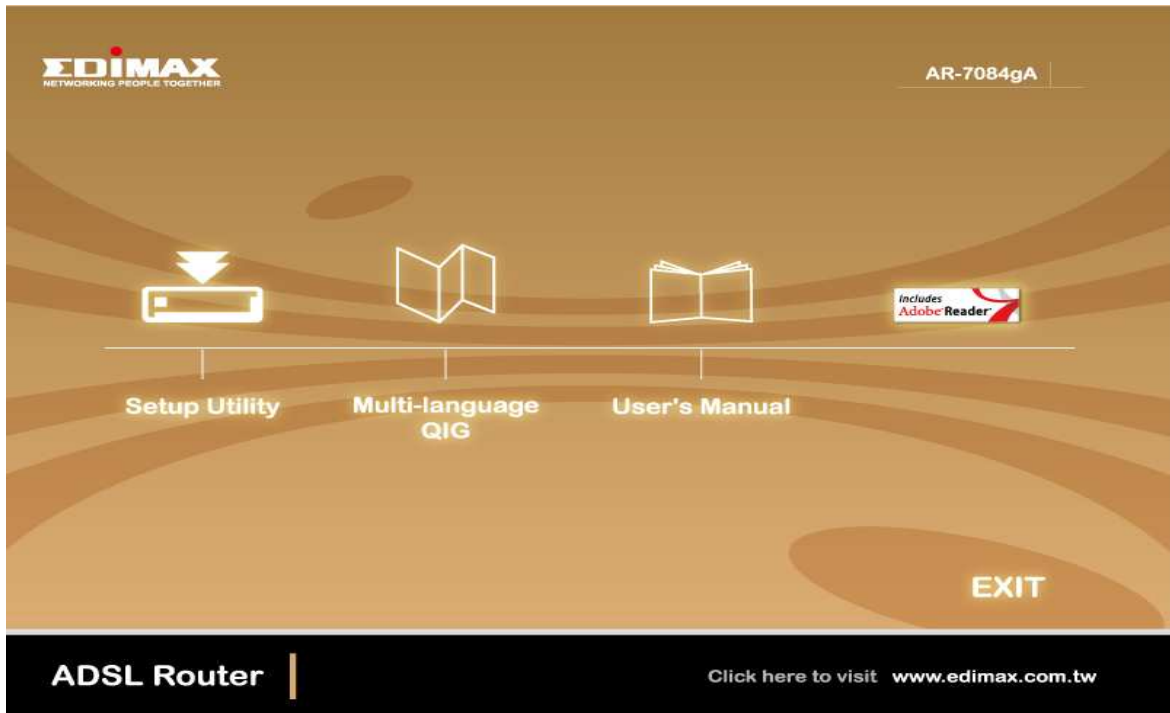 EDIMAX
NETWORKING PEOPLE TOGETHER
AR-7084gA
Includes
Adobe Reader
Setup Utility
Multi-language
QIG
User's Manual
EXIT
ADSL Router
Click here to visit www.edimax.com.tw